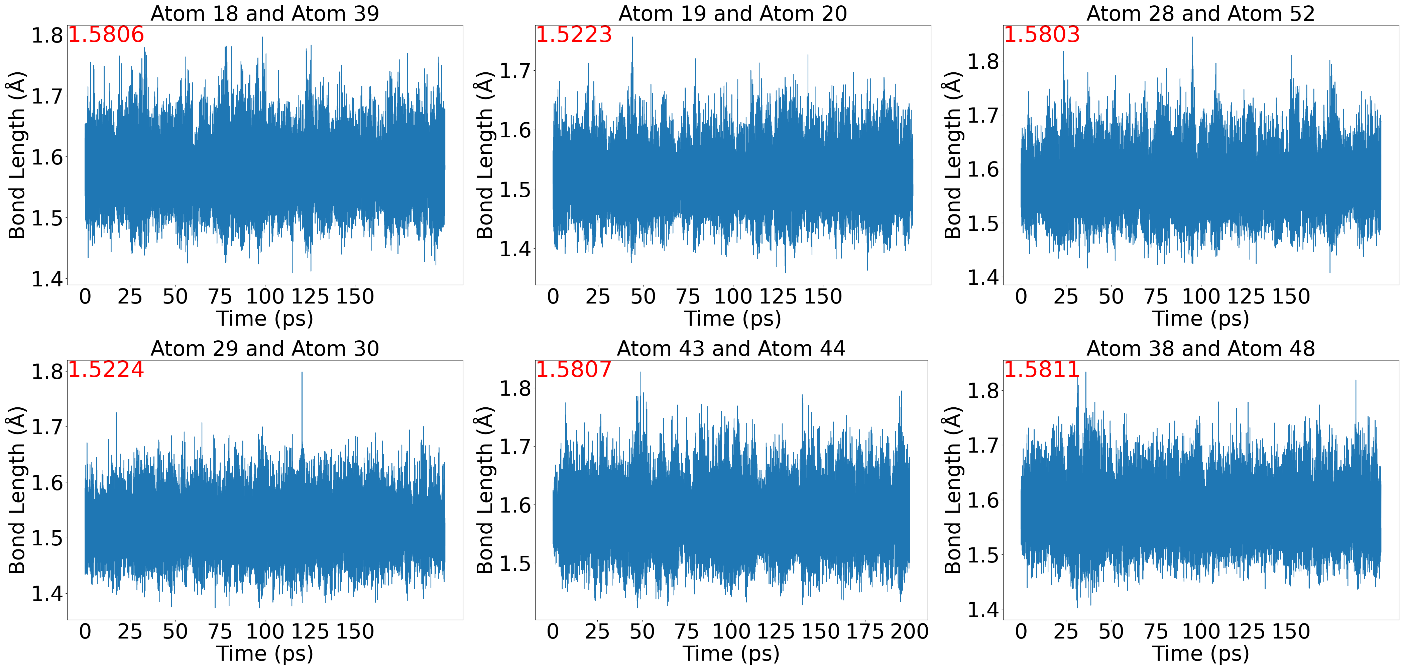 Atom 18 and Atom 39
1.5806
Bond Length (Å)
1.8
1.7
1.6
1.5
1.4
0 25 50 75 100 125 150
Time (ps)
Atom 19 and Atom 20
1.5223
Bond Length (Å)
1.7
1.6
1.5
1.4
0 25 50 75 100 125 150
Time (ps)
Atom 28 and Atom 52
1.5803
Bond Length (Å)
1.8
1.7
1.6
1.5
1.4
0 25 50 75 100 125 150
Time (ps)
Atom 29 and Atom 30
1.5224
Bond Length (Å)
1.8
1.7
1.6
1.5
1.4
0 25 50 75 100 125 150
Time (ps)
Atom 43 and Atom 44
1.5807
Bond Length (Å)
1.8
1.7
1.6
1.5
0 25 50 75 100 125 150 175 200
Time (ps)
Atom 38 and Atom 48
1.5811
Bond Length (Å)
1.8
1.7
1.6
1.5
1.4
0 25 50 75 100 125 150
Time (ps)